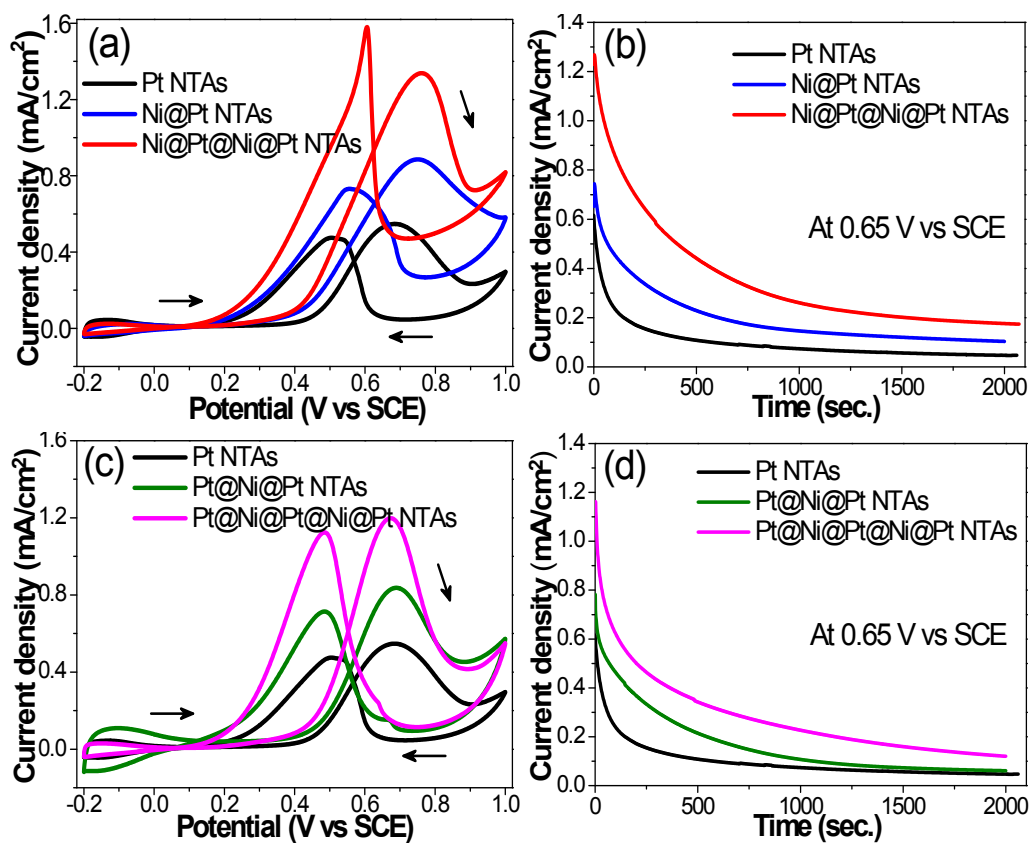 (a)
Pt NTAs
Ni@Pt NTAs
Ni@Pt@Ni@Pt NTAs
Current density (mA/cm²)
1.6
1.2
0.8
0.4
0.0
-0.2 0.0 0.2 0.4 0.6 0.8 1.0
Potential (V vs SCE)
(b)
Pt NTAs
Ni@Pt NTAs
Ni@Pt@Ni@Pt NTAs
At 0.65 V vs SCE
Current density (mA/cm²)
1.4
1.2
1.0
0.8
0.6
0.4
0.2
0.0
0 500 1000 1500 2000
Time (sec.)
(c)
Pt NTAs
Pt@Ni@Pt NTAs
Pt@Ni@Pt@Ni@Pt NTAs
Current density (mA/cm²)
1.6
1.2
0.8
0.4
0.0
-0.2 0.0 0.2 0.4 0.6 0.8 1.0
Potential (V vs SCE)
(d)
Pt NTAs
Pt@Ni@Pt NTAs
Pt@Ni@Pt@Ni@Pt NTAs
At 0.65 V vs SCE
Current density (mA/cm²)
1.4
1.2
1.0
0.8
0.6
0.4
0.2
0.0
0 500 1000 1500 2000
Time (sec.)